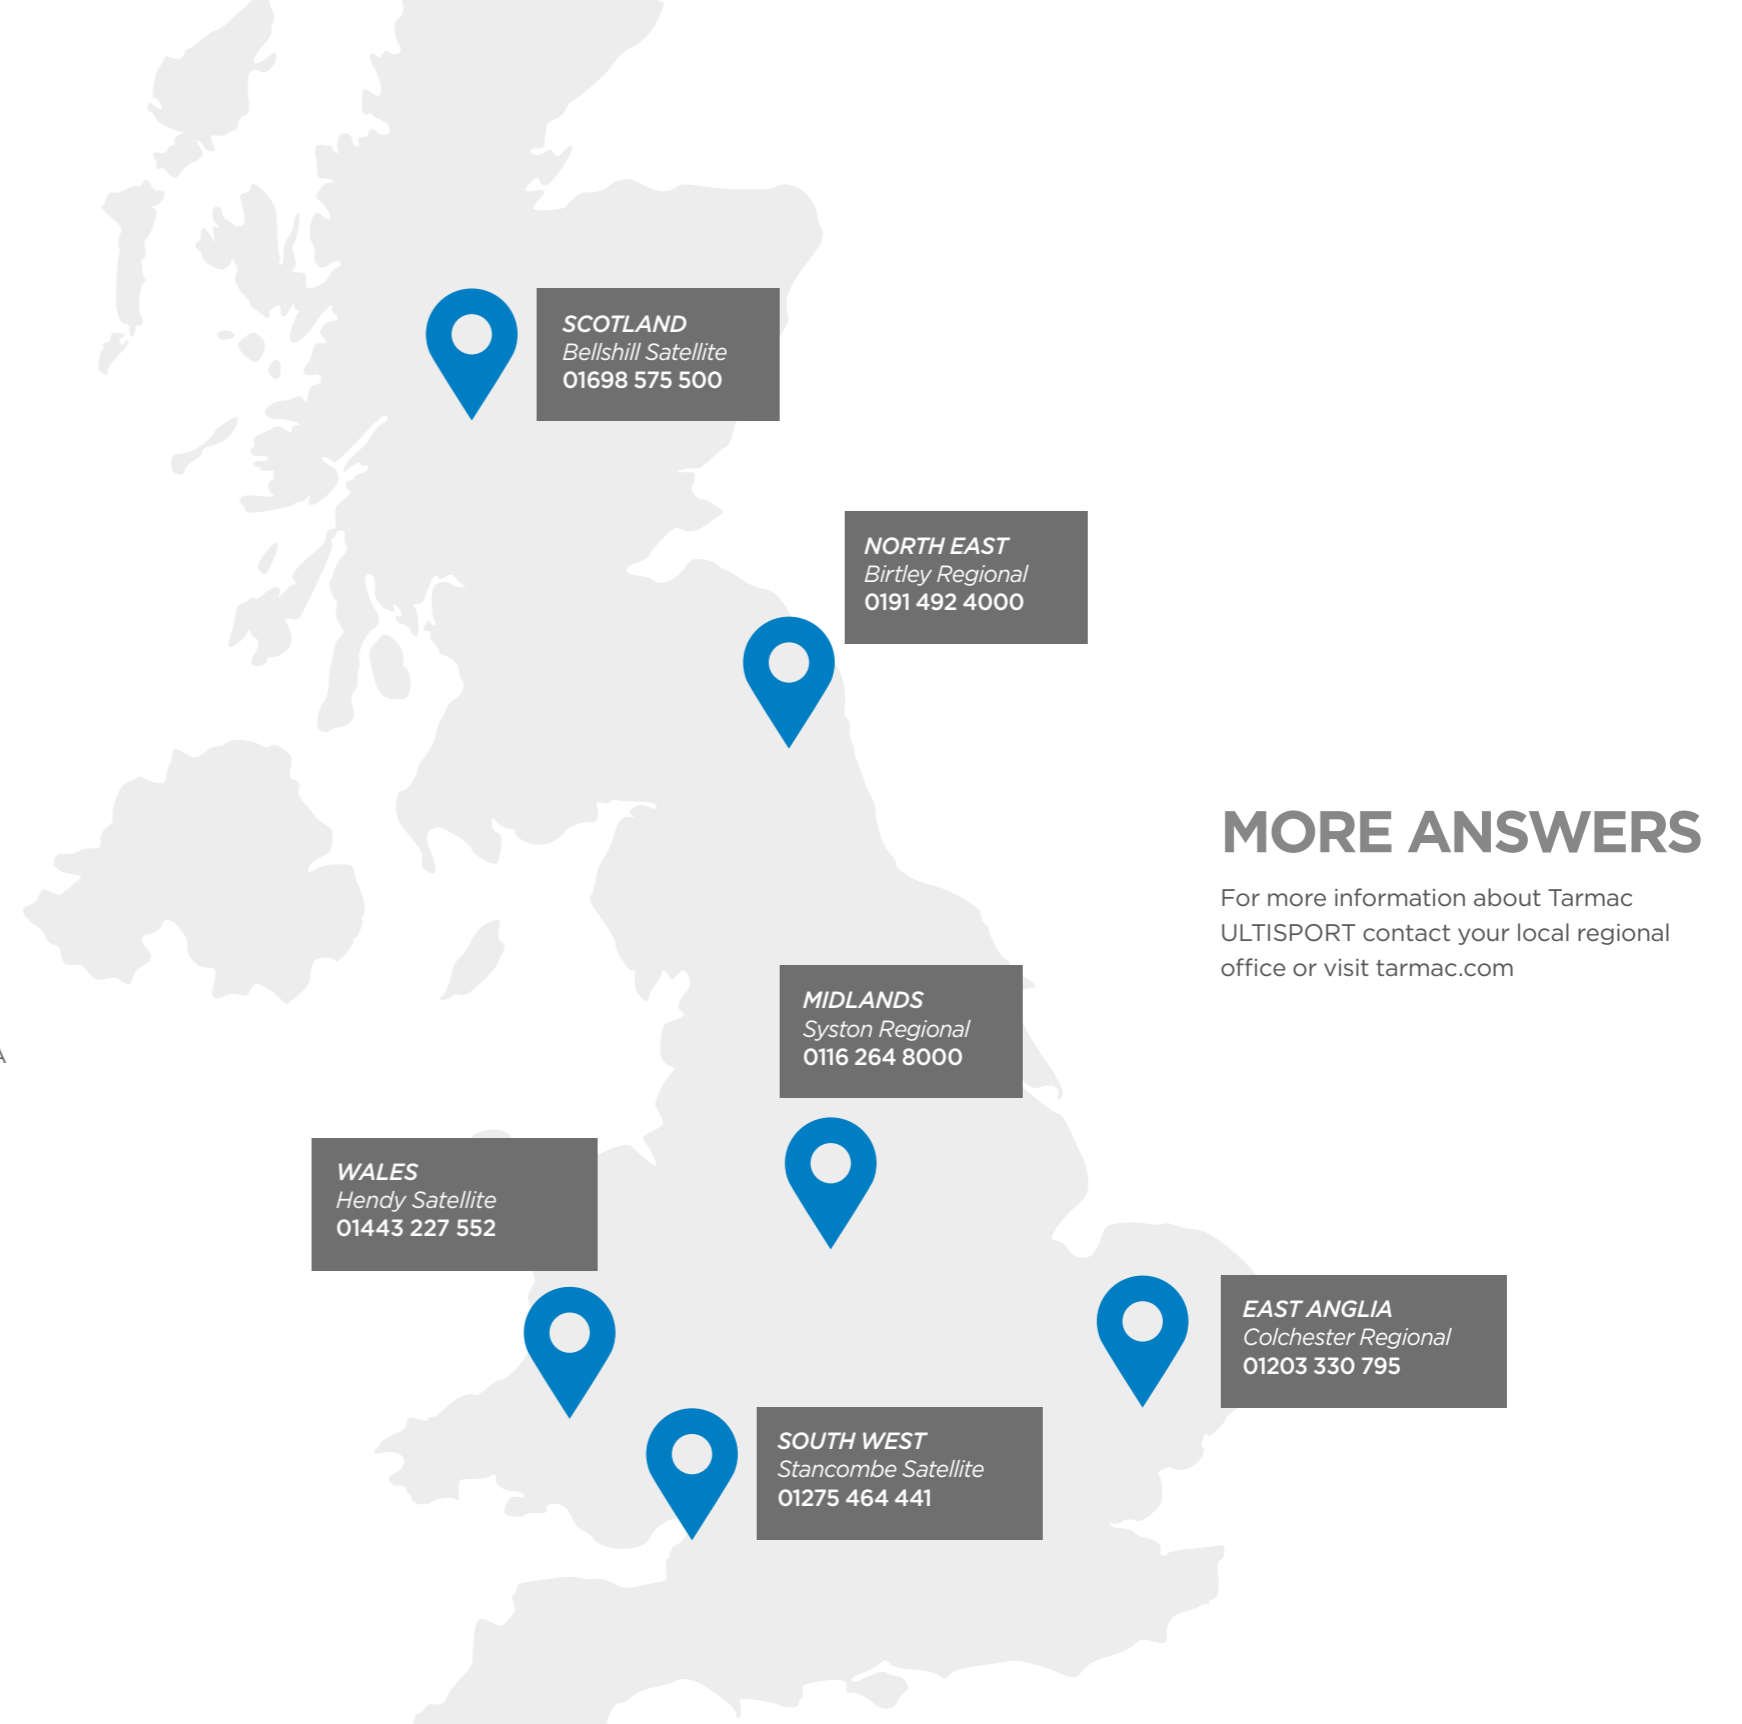 SCOTLAND
Bellshill Satellite
01698 575 500
NORTH EAST
Birtley Regional
0191 492 4000
MORE ANSWERS
For more information about Tarmac
ULTISPORT contact your local regional
office or visit tarmac.com
MIDLANDS
Syston Regional
0116 264 8000
A
WALES
Hendy Satellite
01443 227 552
EAST ANGLIA
Colchester Regional
01203 330 795
SOUTH WEST
Stancombe Satellite
01275 464 441